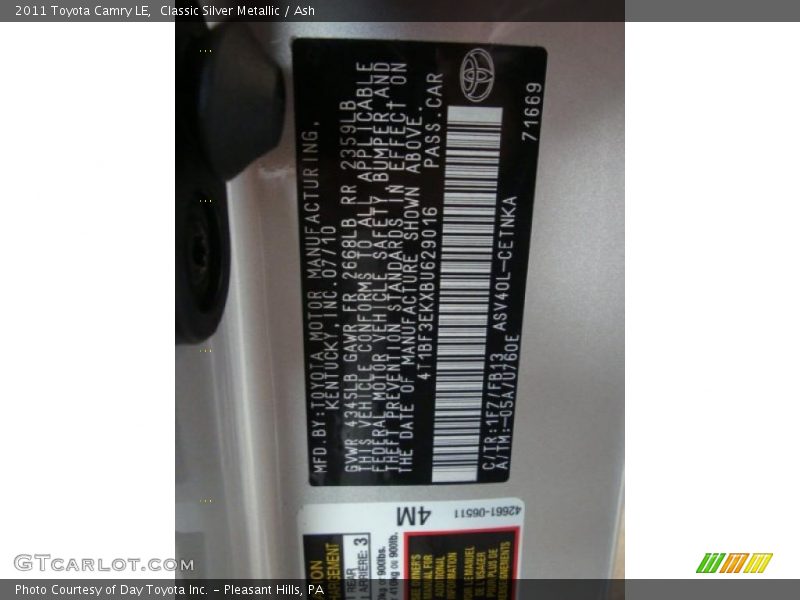 2011 Toyota Camry LE, Classic Silver Metallic / Ash
MFD.BY:TOYOTA MOTOR MANUFACTURING,
KENTUCKY,INC.07/10
GVWR 4345LB GAWR FR 2668LB RR 2359LB
THIS VEHICLE CONFORMS TO ALL APPLICABLE
FEDERAL MOTOR VEHICLE SAFETY, BUMPER AND
THEFT PREVENTION STANDARDS IN EFFECT ON
THE DATE OF MANUFACTURE SHOWN ABOVE.
4T1BF3EKXBU629016 PASS.CAR
C/TR:1F7/FB13 ASV40L-CETNKA
A/TM:-05A/U760E
71669
42661-06511
4M
GTCarLot.com
Photo Courtesy of Day Toyota Inc. - Pleasant Hills, PA